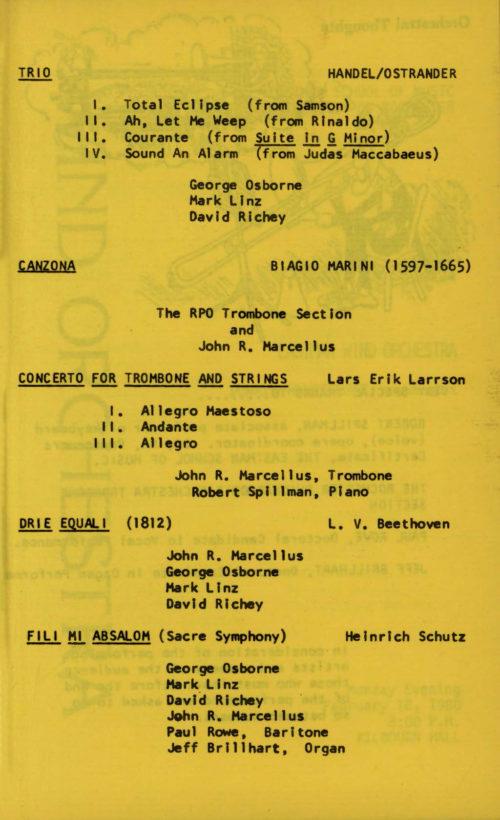 TRIO HANDEL/OSTRANDER
I. Total Eclipse (from Samson)
II. Ah, Let Me Weep (from Rinaldo)
III. Courante (from Suite in G Minor)
IV. Sound An Alarm (from Judas Maccabaeus)
George Osborne
Mark Linz
David Richey
CANZONA BIAGIO MARINI (1597-1665)
The RPO Trombone Section
and
John R. Marcellus
CONCERTO FOR TROMBONE AND STRINGS Lars Erik Larrson
I. Allegro Maestoso
II. Andante
III. Allegro
John R. Marcellus, Trombone
Robert Spillman, Piano
DRIE EQUALI (1812) L. V. Beethoven
John R. Marcellus
George Osborne
Mark Linz
David Richey
FILI MI ABSALOM (Sacre Symphony) Heinrich Schutz
George Osborne
Mark Linz
David Richey
John R. Marcellus
Paul Rowe, Baritone
Jeff Brillhart, Organ